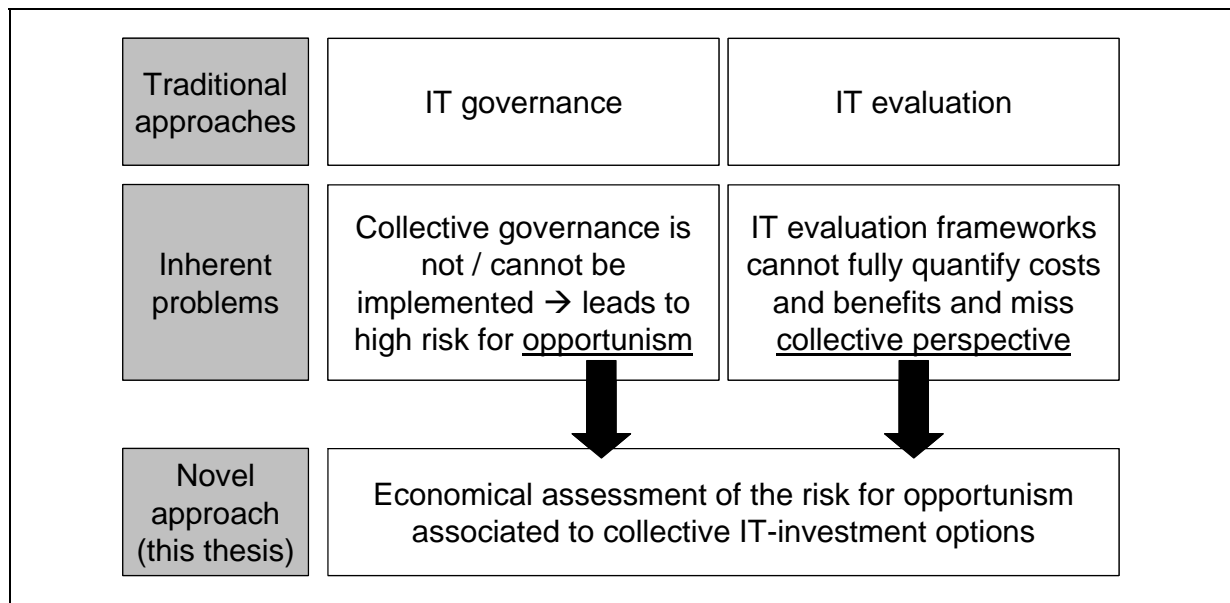 Traditional
approaches
IT governance
IT evaluation
Inherent
problems
Collective governance is
not / cannot be
implemented → leads to
high risk for opportunism
IT evaluation frameworks
cannot fully quantify costs
and benefits and miss
collective perspective
Novel
approach
(this thesis)
Economical assessment of the risk for opportunism
associated to collective IT-investment options